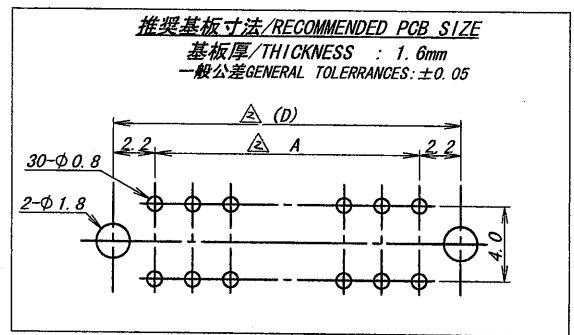 推奨基板寸法/RECOMMENDED PCB SIZE
基板厚/THICKNESS : 1.6mm
一般公差GENERAL TOLERRANCES:±0.05
2 (D)
2.2 2 A 2.2
30-Φ0.8
2-Φ1.8
4.0